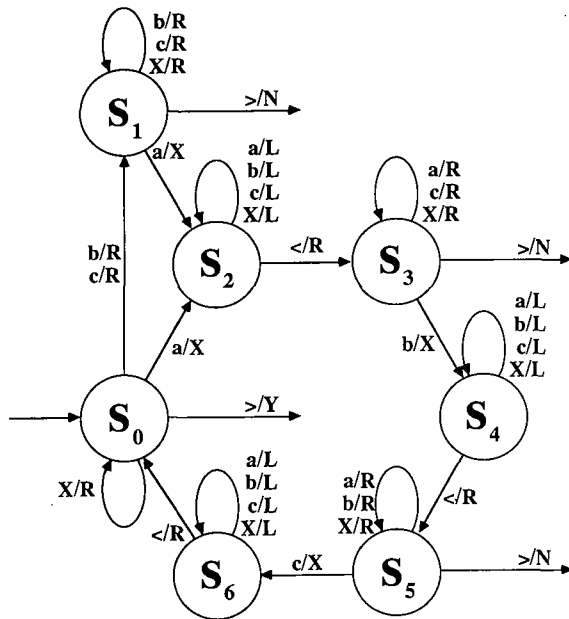 b/R
c/R
X/R
S1
>/N
a/X
a/L
b/L
c/L
X/L
a/R
c/R
X/R
b/R
c/R
S2
</R
S3
>/N
a/L
b/L
c/L
X/L
a/X
b/X
S0
>/Y
S4
X/R
a/L
b/L
c/L
X/L
a/R
b/R
X/R
</R
</R
S6
c/X
S5
>/N